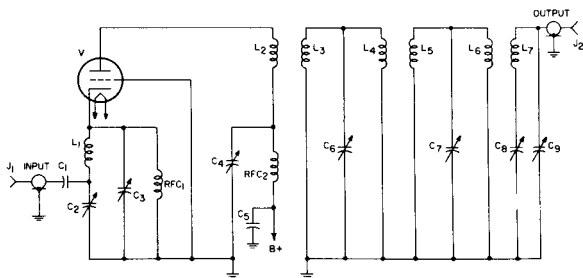 OUTPUT
J2
V
L2
L3
L4
L5
L6
L7
L1
C4
C6
C7
C8
C9
J1 INPUT C1
C3
RFC1
RFC2
C2
C5
B+